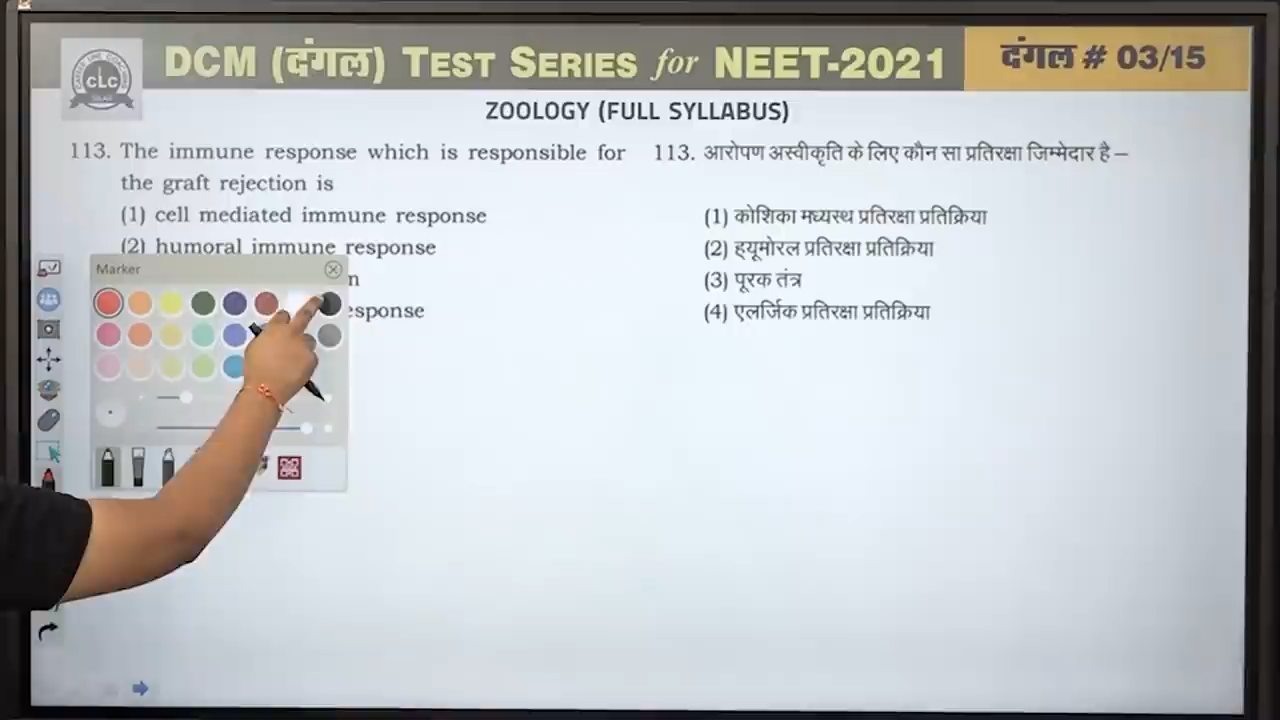 DCM (दंगल) TEST SERIES for NEET-2021
दंगल # 03/15
CLC
ZOOLOGY (FULL SYLLABUS)
113. The immune response which is responsible for
the graft rejection is
(1) cell mediated immune response
(2) humoral immune response
n
esponse
113. आरोपण अस्वीकृति के लिए कौन सा प्रतिरक्षा जिम्मेदार है –
(1) कोशिका मध्यस्थ प्रतिरक्षा प्रतिक्रिया
(2) ह्यूमोरल प्रतिरक्षा प्रतिक्रिया
(3) पूरक तंत्र
(4) एलर्जिक प्रतिरक्षा प्रतिक्रिया
Marker